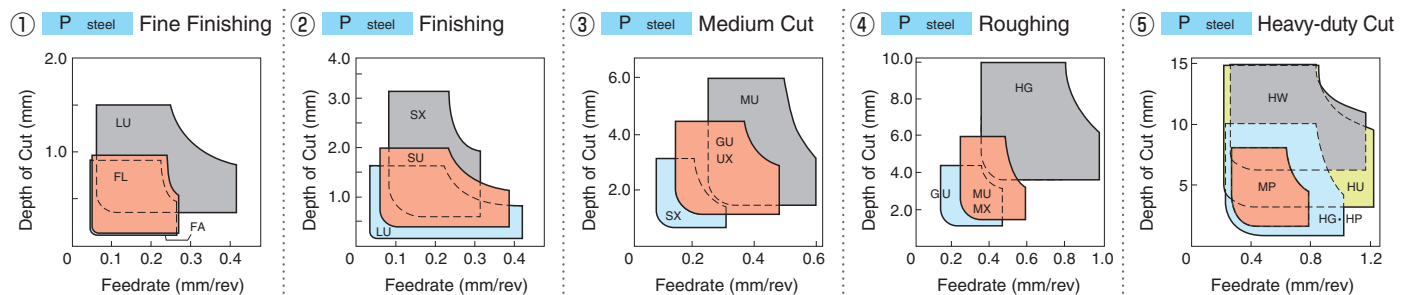 ① P steel Fine Finishing
② P steel Finishing
③ P steel Medium Cut
④ P steel Roughing
⑤ P steel Heavy-duty Cut
Depth of Cut (mm)
2.0
1.0
0
0.1
0.2
0.3
0.4
LU
FL
FA
Feedrate (mm/rev)
Depth of Cut (mm)
4.0
3.0
2.0
1.0
0
0.1
0.2
0.3
0.4
SX
SU
LU
Feedrate (mm/rev)
Depth of Cut (mm)
6.0
4.0
2.0
0
0.2
0.4
0.6
MU
GU
UX
SX
Feedrate (mm/rev)
Depth of Cut (mm)
10.0
8.0
6.0
4.0
2.0
0
0.2
0.4
0.6
0.8
1.0
HG
GU
MU
MX
Feedrate (mm/rev)
Depth of Cut (mm)
15
10
5
0
0.4
0.8
1.2
HW
MP
HU
HG·HP
Feedrate (mm/rev)